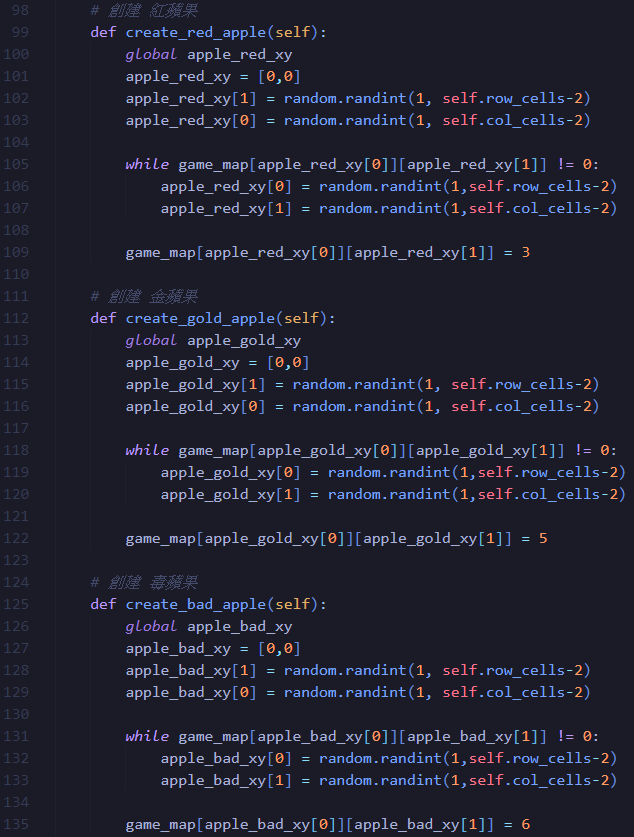 98 # 創建 紅蘋果
99 def create_red_apple(self):
100 global apple_red_xy
101 apple_red_xy = [0,0]
102 apple_red_xy[1] = random.randint(1, self.row_cells-2)
103 apple_red_xy[0] = random.randint(1, self.col_cells-2)
104
105 while game_map[apple_red_xy[0]][apple_red_xy[1]] != 0:
106 apple_red_xy[0] = random.randint(1,self.row_cells-2)
107 apple_red_xy[1] = random.randint(1,self.col_cells-2)
108
109 game_map[apple_red_xy[0]][apple_red_xy[1]] = 3
110
111 # 創建 金蘋果
112 def create_gold_apple(self):
113 global apple_gold_xy
114 apple_gold_xy = [0,0]
115 apple_gold_xy[1] = random.randint(1, self.row_cells-2)
116 apple_gold_xy[0] = random.randint(1, self.col_cells-2)
117
118 while game_map[apple_gold_xy[0]][apple_gold_xy[1]] != 0:
119 apple_gold_xy[0] = random.randint(1,self.row_cells-2)
120 apple_gold_xy[1] = random.randint(1,self.col_cells-2)
121
122 game_map[apple_gold_xy[0]][apple_gold_xy[1]] = 5
123
124 # 創建 毒蘋果
125 def create_bad_apple(self):
126 global apple_bad_xy
127 apple_bad_xy = [0,0]
128 apple_bad_xy[1] = random.randint(1, self.row_cells-2)
129 apple_bad_xy[0] = random.randint(1, self.col_cells-2)
130
131 while game_map[apple_bad_xy[0]][apple_bad_xy[1]] != 0:
132 apple_bad_xy[0] = random.randint(1,self.row_cells-2)
133 apple_bad_xy[1] = random.randint(1,self.col_cells-2)
134
135 game_map[apple_bad_xy[0]][apple_bad_xy[1]] = 6